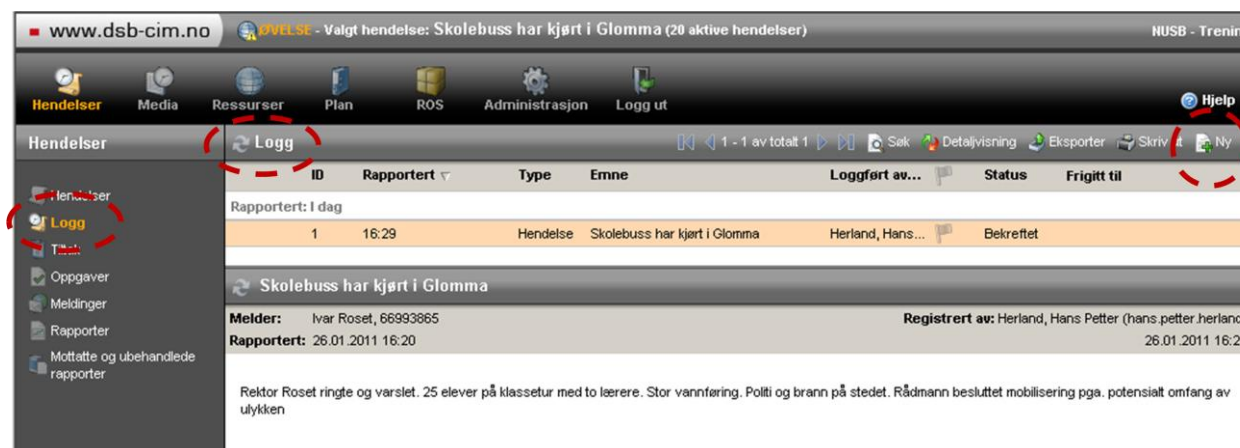 www.dsb-cim.no
ØVELSE - Valgt hendelse: Skolebuss har kjørt i Glomma (20 aktive hendelser)
NUSB - Trenin
Hendelser Media Ressurser Plan ROS Administrasjon Logg ut
Hjelp
Hendelser
Logg
1 - 1 av totalt 1 Søk Detaljvisning Eksporter Skriv ut Ny
Hendelser
Logg
Tiltak
Oppgaver
Meldinger
Rapporter
Mottatte og ubehandlede
rapporter
ID Rapportert Type Emne Loggført av... Status Frigitt til
Rapportert: I dag
1 16:29 Hendelse Skolebuss har kjørt i Glomma Herland, Hans... Bekreftet
Skolebuss har kjørt i Glomma
Melder: Ivar Roset, 66993865
Registrert av: Herland, Hans Petter (hans.petter.herland
Rapportert: 26.01.2011 16:20
26.01.2011 16:2
Rektor Roset ringte og varslet. 25 elever på klassetur med to lærere. Stor vannføring. Politi og brann på stedet. Rådmann besluttet mobilisering pga. potensialt omfang av
ulykken